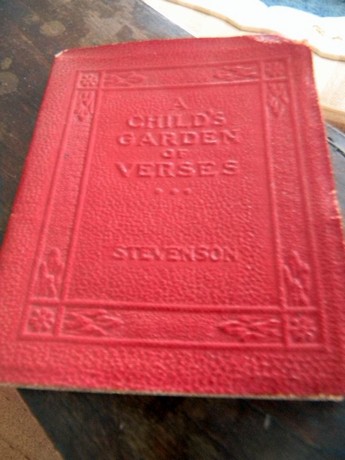 A
CHILD'S
GARDEN
OF
VERSES
STEVENSON